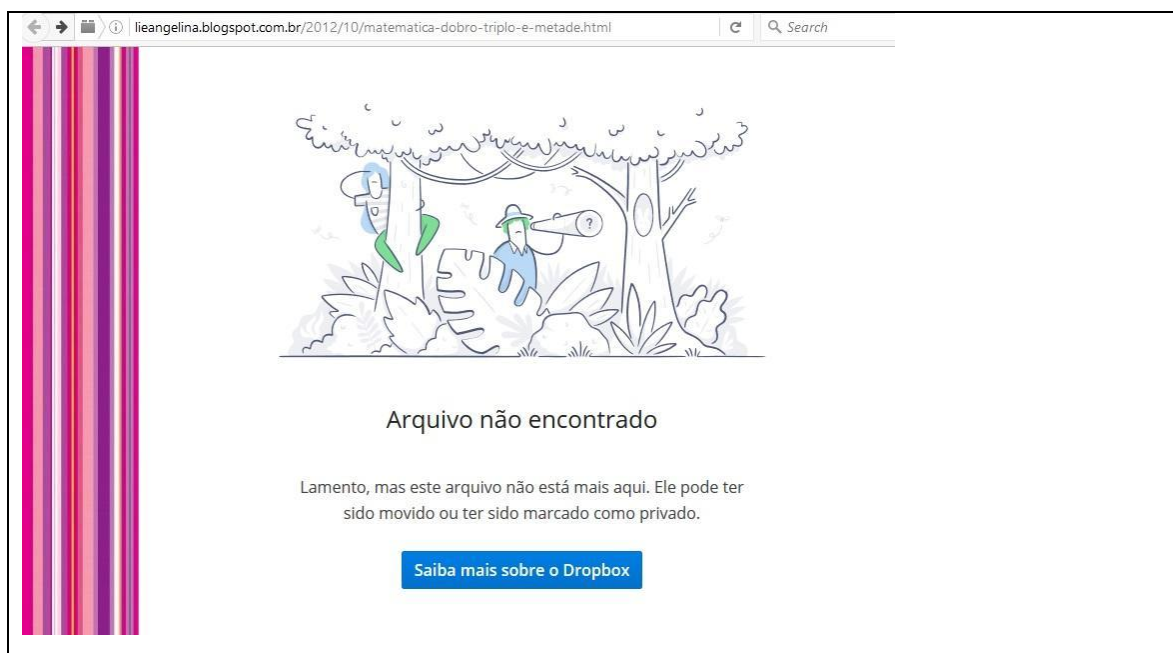 lieangelina.blogspot.com.br/2012/10/matematica-dobro-triplo-e-metade.html
Search
?
Arquivo não encontrado
Lamento, mas este arquivo não está mais aqui. Ele pode ter
sido movido ou ter sido marcado como privado.
Saiba mais sobre o Dropbox